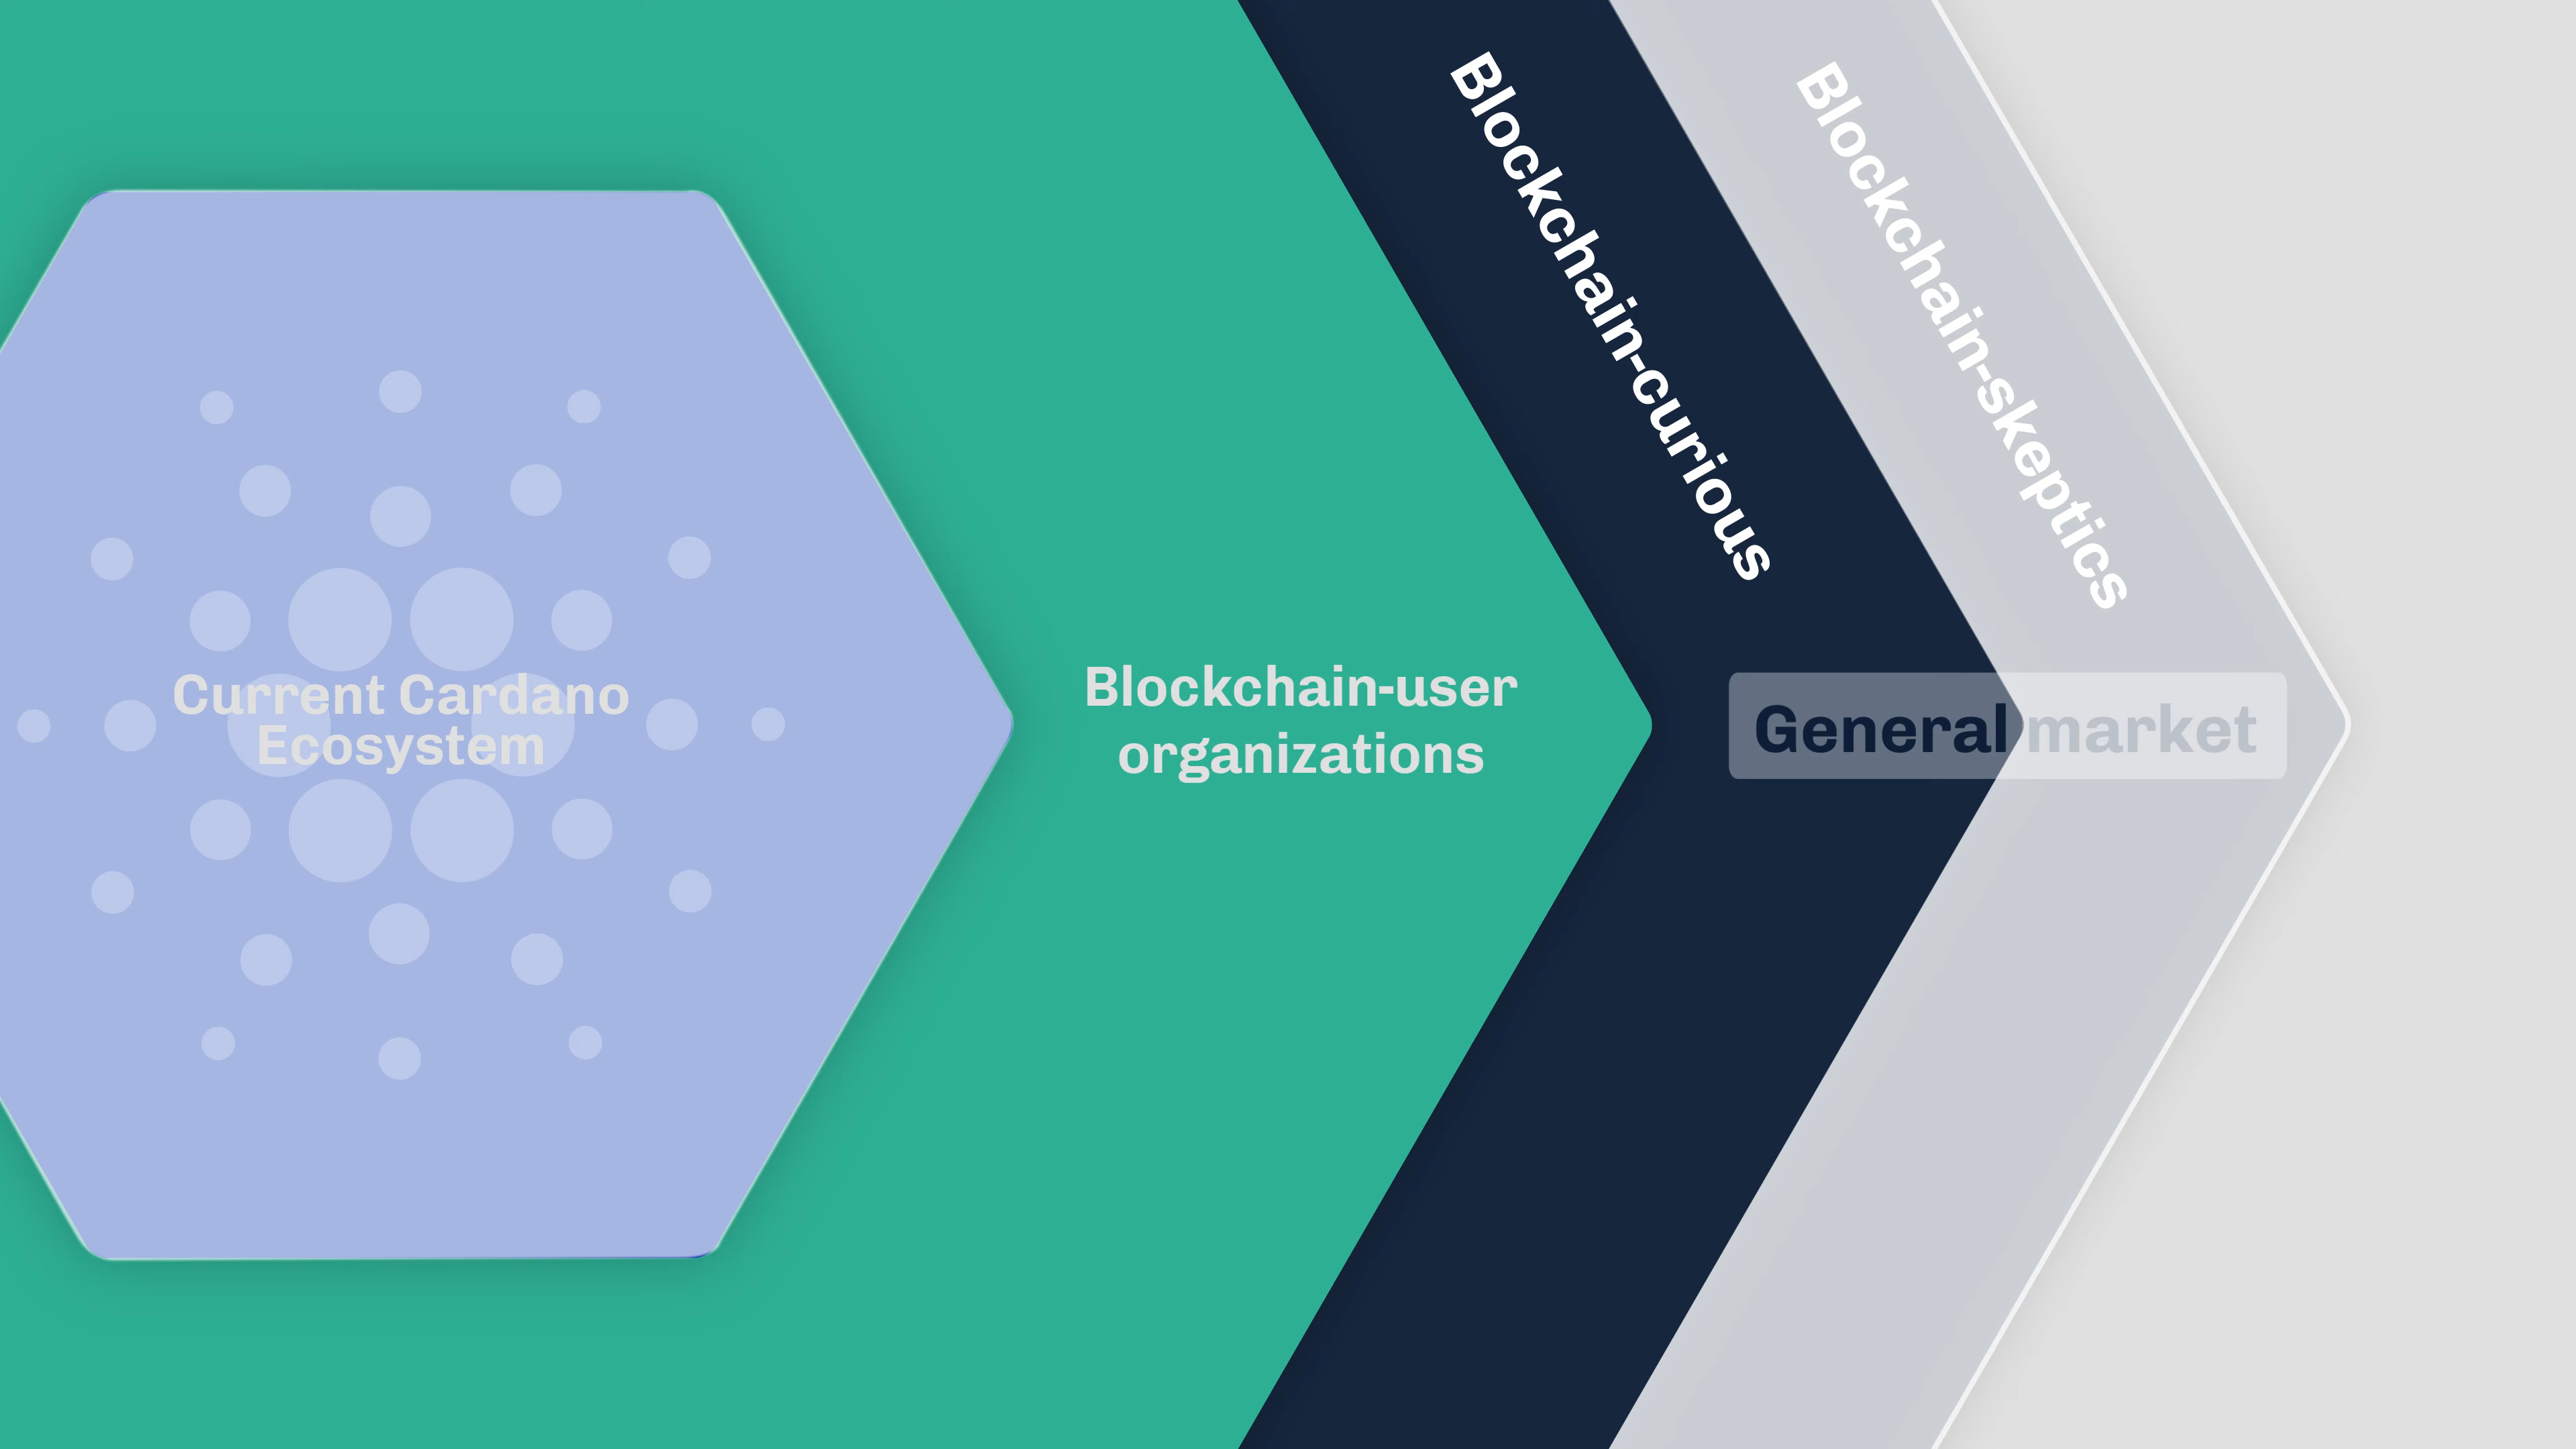 Current Cardano
Ecosystem
Blockchain-user
organizations
Blockchain-curious
Blockchain-skeptics
General market